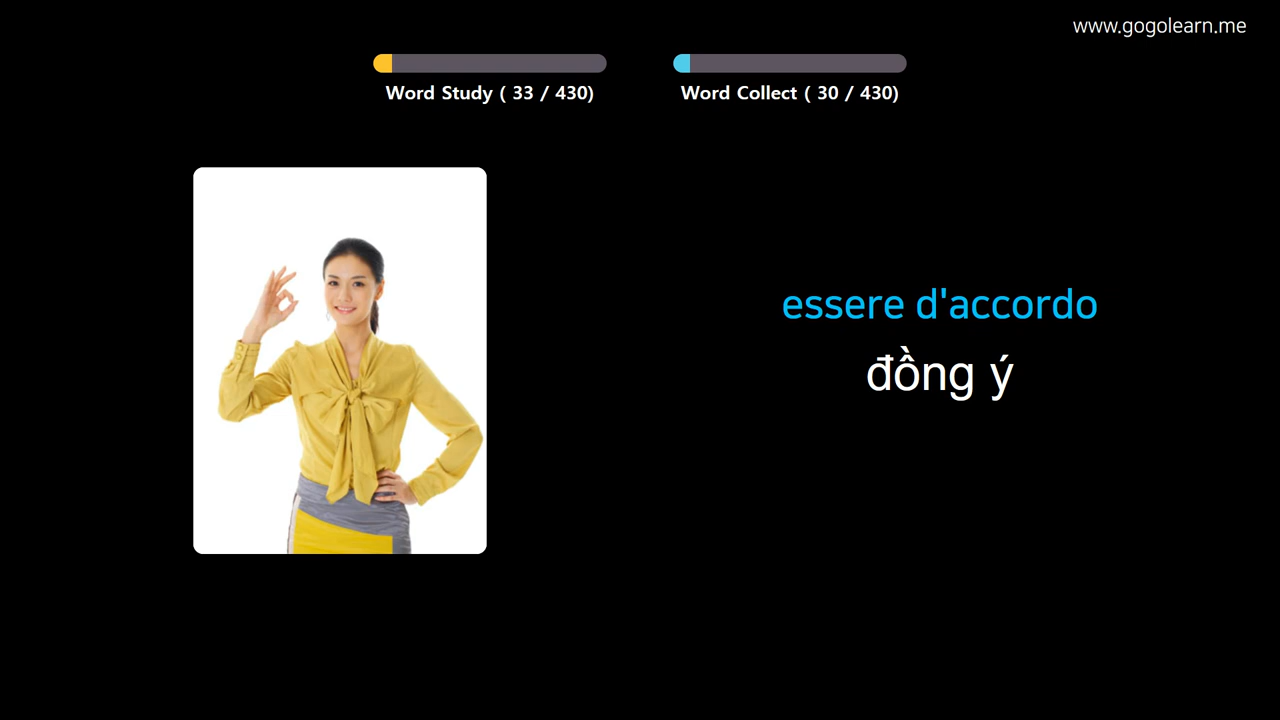 www.gogolearn.me
Word Study ( 33 / 430)
Word Collect ( 30 / 430)
essere d'accordo
đồng ý